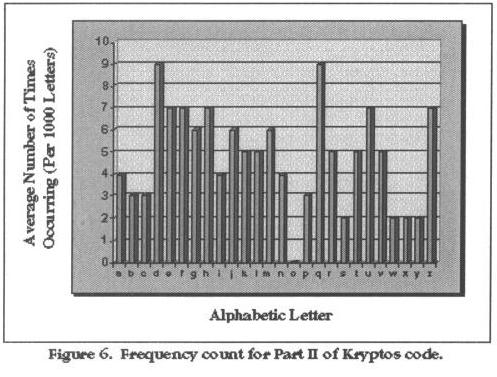 Average Number of Times
Occurring (Per 1000 Letters)
10
9
8
7
6
5
4
3
2
1
0
a b c d e f g h i j k l m n o p q r s t u v w x y z
Alphabetic Letter
Figure 6. Frequency count for Part II of Kryptos code.